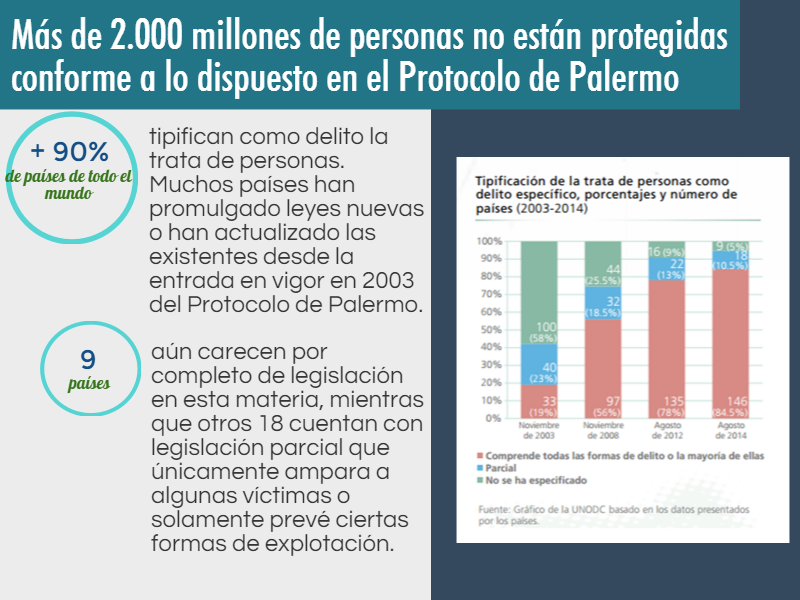 Más de 2.000 millones de personas no están protegidas
conforme a lo dispuesto en el Protocolo de Palermo
+ 90%
de países de todo el
mundo
tipifican como delito la
trata de personas.
Muchos países han
promulgado leyes nuevas
o han actualizado las
existentes desde la
entrada en vigor en 2003
del Protocolo de Palermo.
9
países
aún carecen por
completo de legislación
en esta materia, mientras
que otros 18 cuentan con
legislación parcial que
únicamente ampara a
algunas víctimas o
solamente prevé ciertas
formas de explotación.
Tipificación de la trata de personas como
delito específico, porcentajes y número de
países (2003-2014)
100%
90%
80%
70%
60%
50%
40%
30%
20%
10%
0%
100
(58%)
40
(23%)
33
(19%)
44
(25.5%)
32
(18.5%)
97
(56%)
16 (9%)
22
(13%)
135
(78%)
9 (5%)
18
(10.5%)
146
(84.5%)
Noviembre
de 2003
Noviembre
de 2008
Agosto
de 2012
Agosto
de 2014
Comprende todas las formas de delito o la mayoría de ellas
Parcial
No se ha especificado
Fuente: Gráfico de la UNODC basado en los datos presentados
por los países.